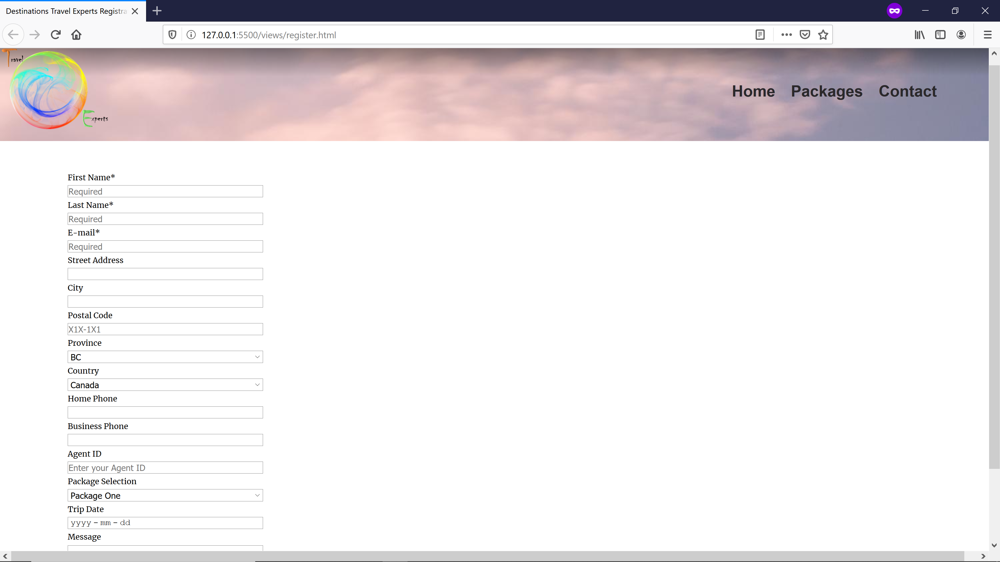 Destinations Travel Experts Registra
127.0.0.1:5500/views/register.html
Travel
Experts
Home Packages Contact
First Name*
Required
Last Name*
Required
E-mail*
Required
Street Address
City
Postal Code
X1X-1X1
Province
BC
Country
Canada
Home Phone
Business Phone
Agent ID
Enter your Agent ID
Package Selection
Package One
Trip Date
yyyy - mm - dd
Message